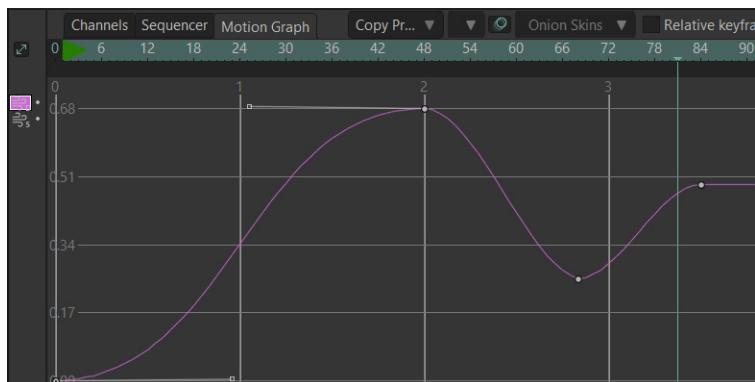 Channels Sequencer Motion Graph Copy Pr... Onion Skins Relative keyfra
0 6 12 18 24 30 36 42 48 54 60 66 72 78 84 90
0 1 2 3
0.68
0.51
0.34
0.17
0.00